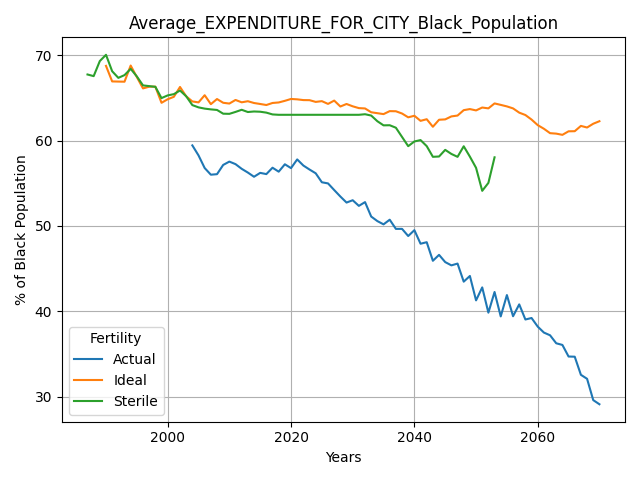 Average_EXPENDITURE_FOR_CITY_Black_Population
% of Black Population
70
60
50
40
30
Fertility
Actual
Ideal
Sterile
2000
2020
2040
2060
Years